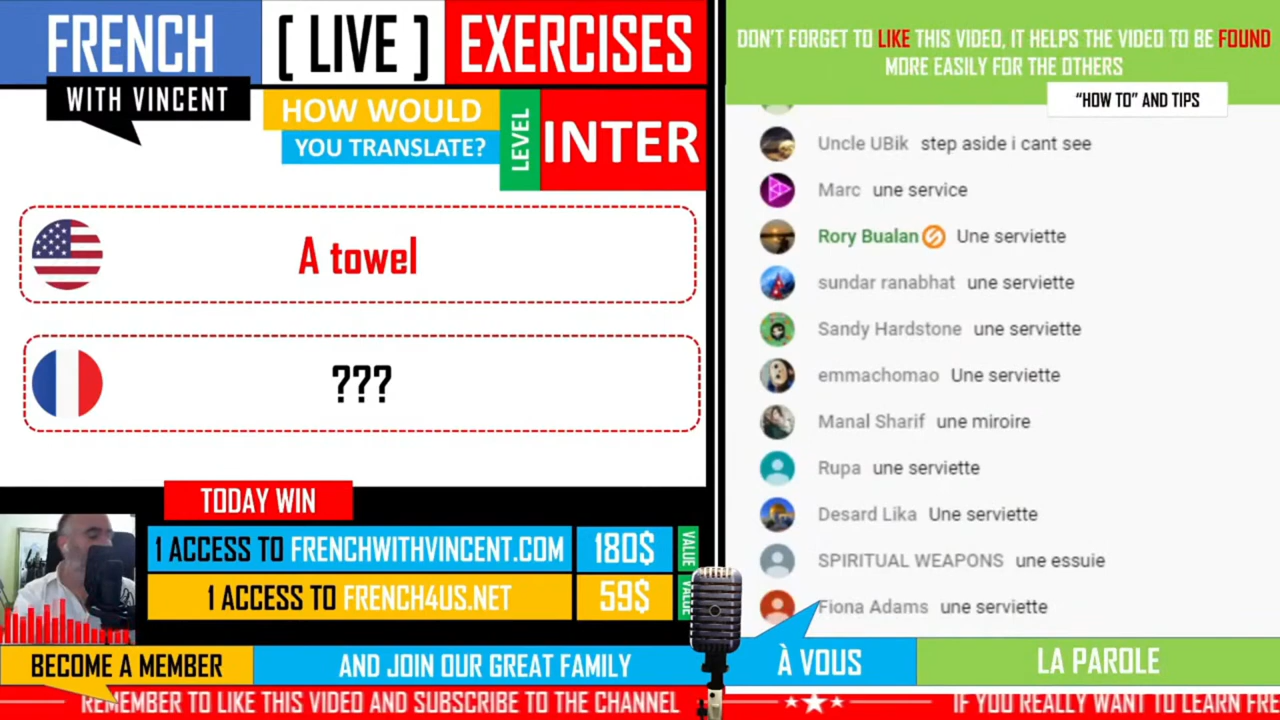 FRENCH
WITH VINCENT
[ LIVE ]
EXERCISES
HOW WOULD
YOU TRANSLATE?
LEVEL
INTER
A towel
???
TODAY WIN
1 ACCESS TO FRENCHWITHVINCENT.COM
180$
VALUE
1 ACCESS TO FRENCH4US.NET
59$
VALUE
BECOME A MEMBER
AND JOIN OUR GREAT FAMILY
REMEMBER TO LIKE THIS VIDEO AND SUBSCRIBE TO THE CHANNEL
DON'T FORGET TO LIKE THIS VIDEO, IT HELPS THE VIDEO TO BE FOUND
MORE EASILY FOR THE OTHERS
"HOW TO" AND TIPS
Uncle UBik step aside i cant see
Marc une service
Rory Bualan Une serviette
sundar ranabhat une serviette
Sandy Hardstone une serviette
emmachomao Une serviette
Manal Sharif une miroire
Rupa une serviette
Desard Lika Une serviette
SPIRITUAL WEAPONS une essuie
Fiona Adams une serviette
À VOUS
LA PAROLE
IF YOU REALLY WANT TO LEARN FRE